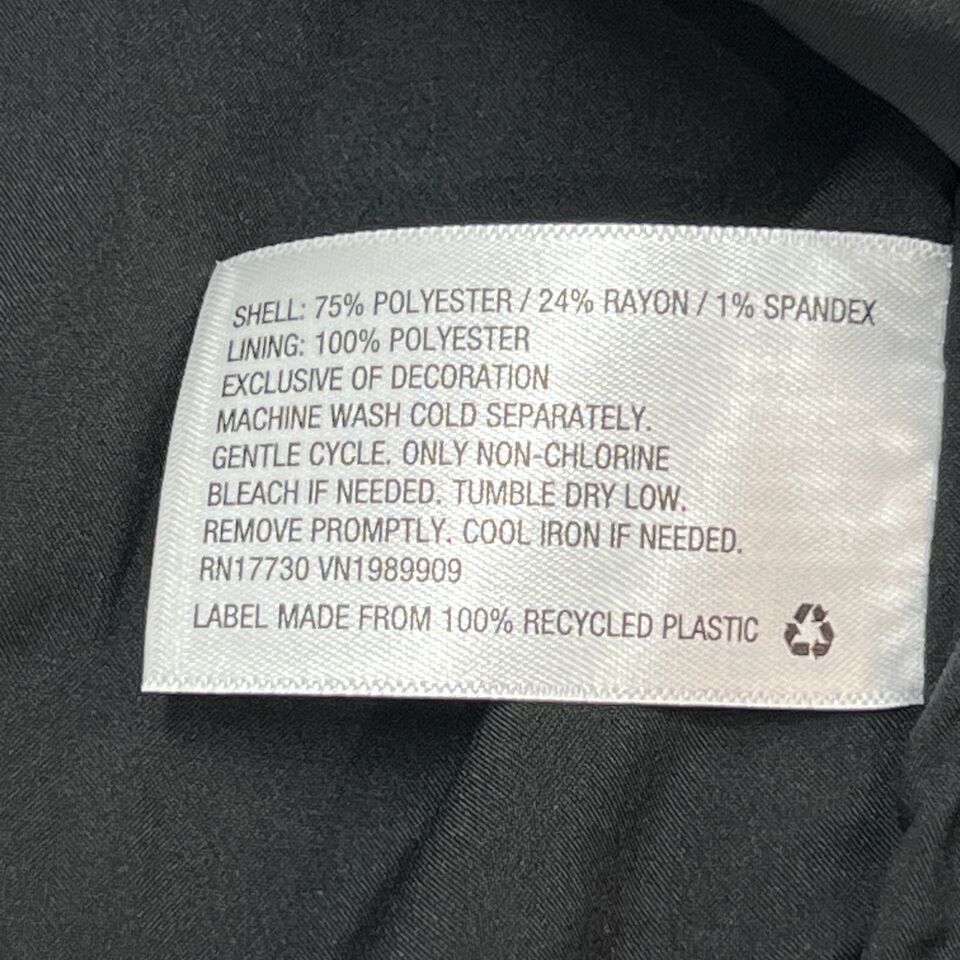 SHELL: 75% POLYESTER / 24% RAYON / 1% SPANDEX
LINING: 100% POLYESTER
EXCLUSIVE OF DECORATION
MACHINE WASH COLD SEPARATELY.
GENTLE CYCLE. ONLY NON-CHLORINE
BLEACH IF NEEDED. TUMBLE DRY LOW.
REMOVE PROMPTLY. COOL IRON IF NEEDED.
RN17730 VN1989909
LABEL MADE FROM 100% RECYCLED PLASTIC